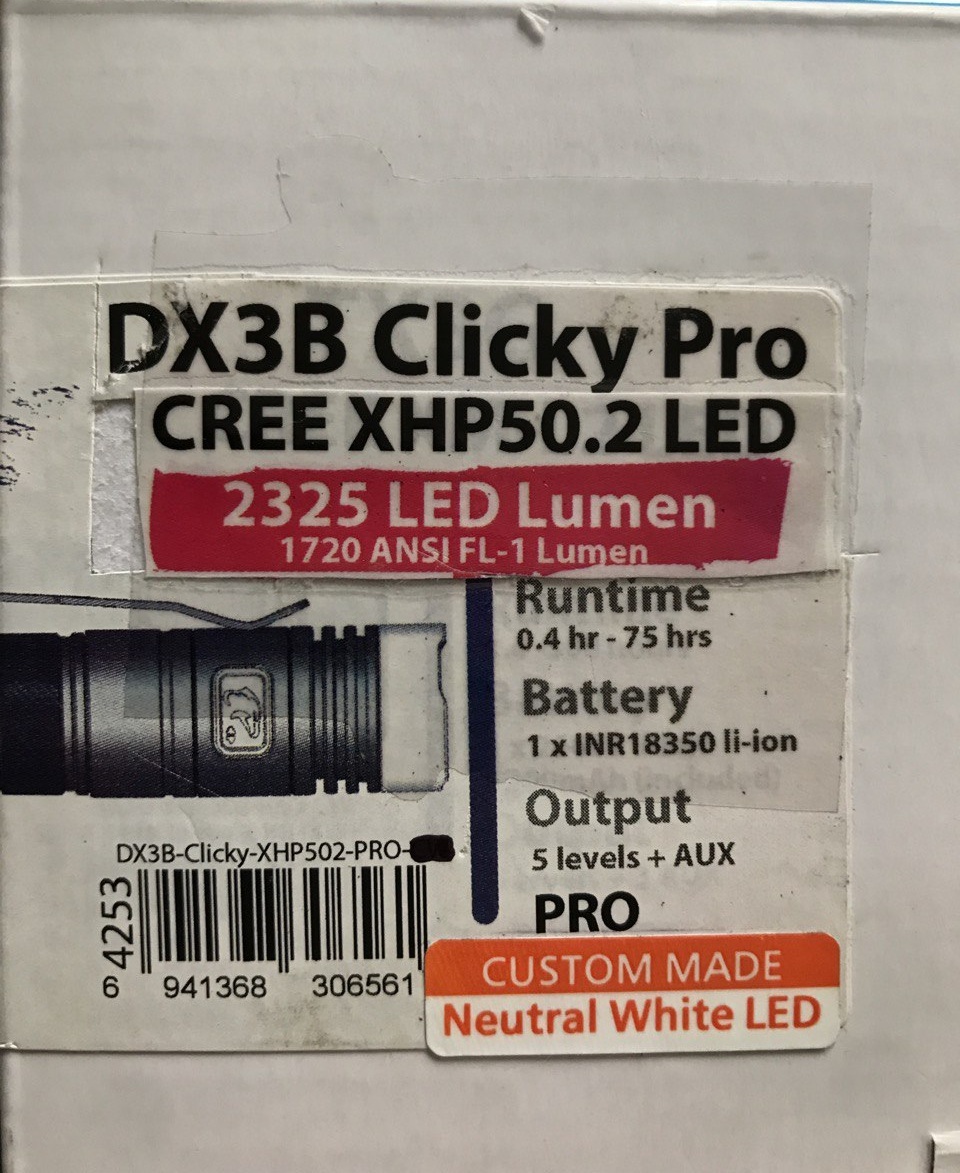 DX3B Clicky Pro
CREE XHP50.2 LED
2325 LED Lumen
1720 ANSI FL-1 Lumen
Runtime
0.4 hr - 75 hrs
Battery
1 x INR18350 li-ion
Output
5 levels + AUX
PRO
DX3B-Clicky-XHP502-PRO-
4253
6 941368 306561
CUSTOM MADE
Neutral White LED